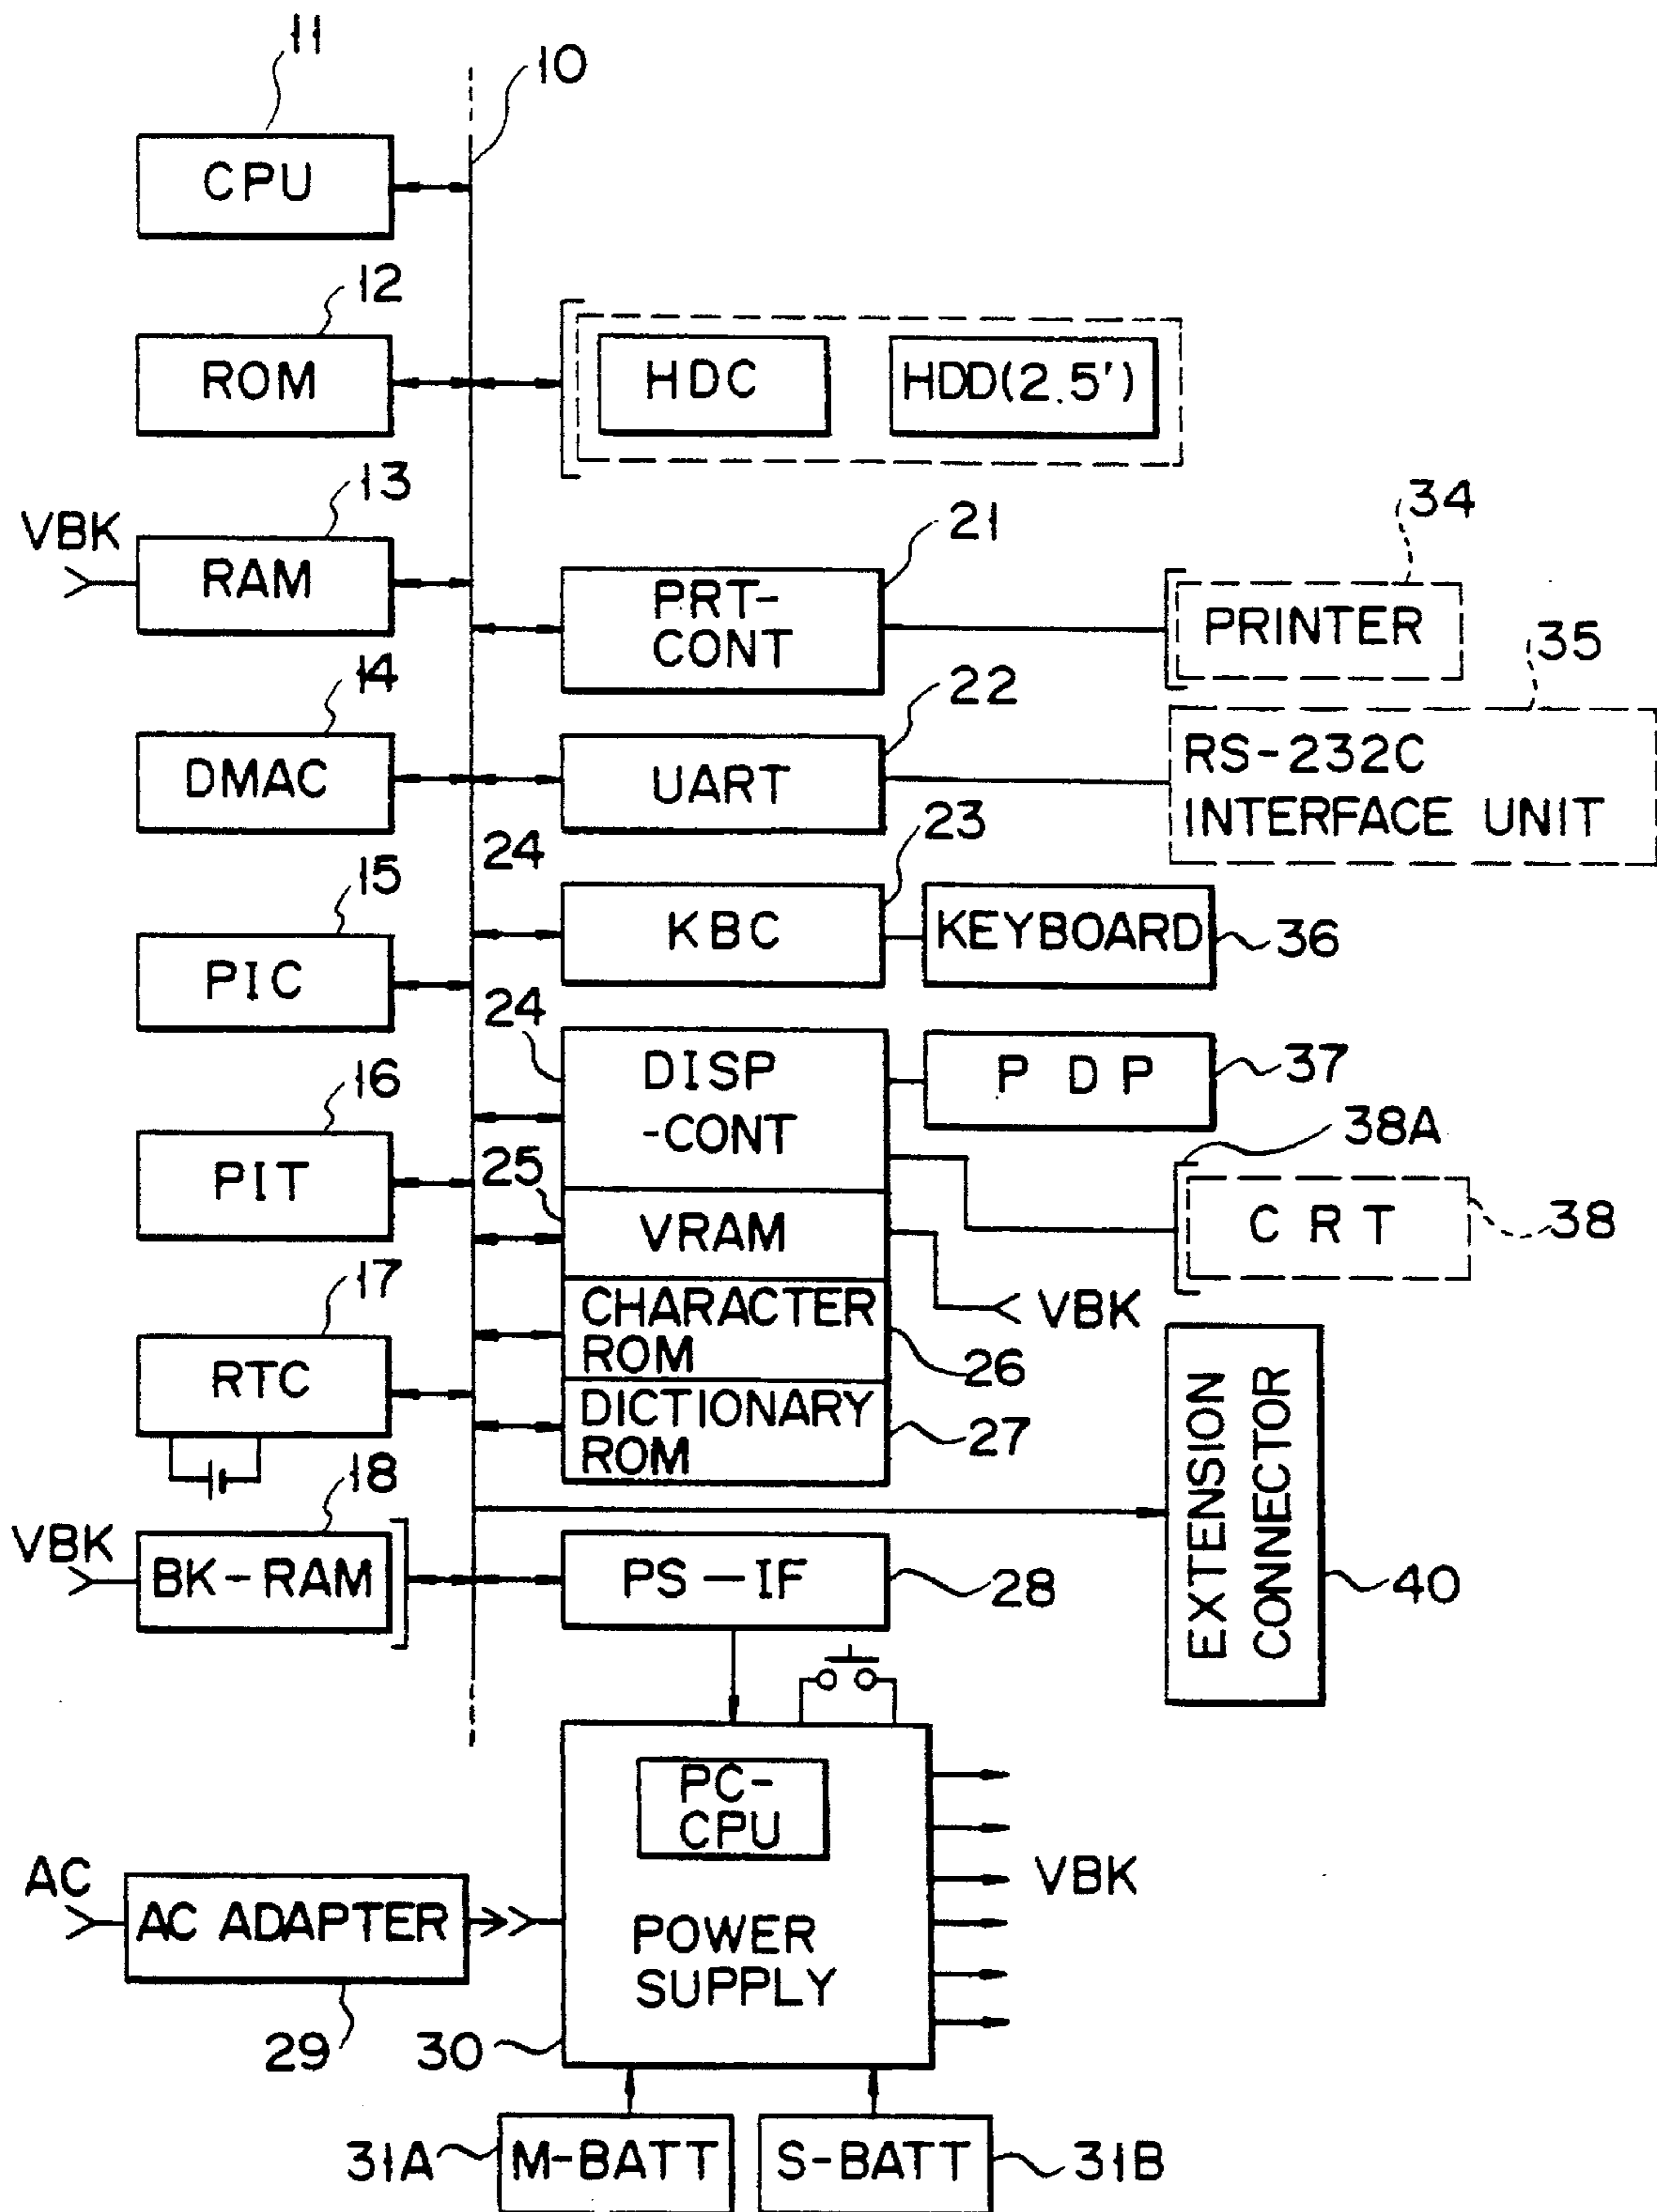 11
10
CPU
12
ROM
HDC
HDD(2.5')
13
VBK
RAM
21
34
PRT-
CONT
PRINTER
14
22
35
DMAC
UART
RS-232C
INTERFACE UNIT
24
23
15
PIC
KBC
KEYBOARD
36
24
16
PIT
DISP
-CONT
PDP
37
38A
25
VRAM
CRT
38
VBK
17
RTC
CHARACTER
ROM
26
DICTIONARY
ROM
27
EXTENSION
CONNECTOR
40
18
VBK
BK-RAM
PS-IF
28
PC-
CPU
VBK
AC
AC ADAPTER
29
POWER
SUPPLY
30
31A
M-BATT
S-BATT
31B